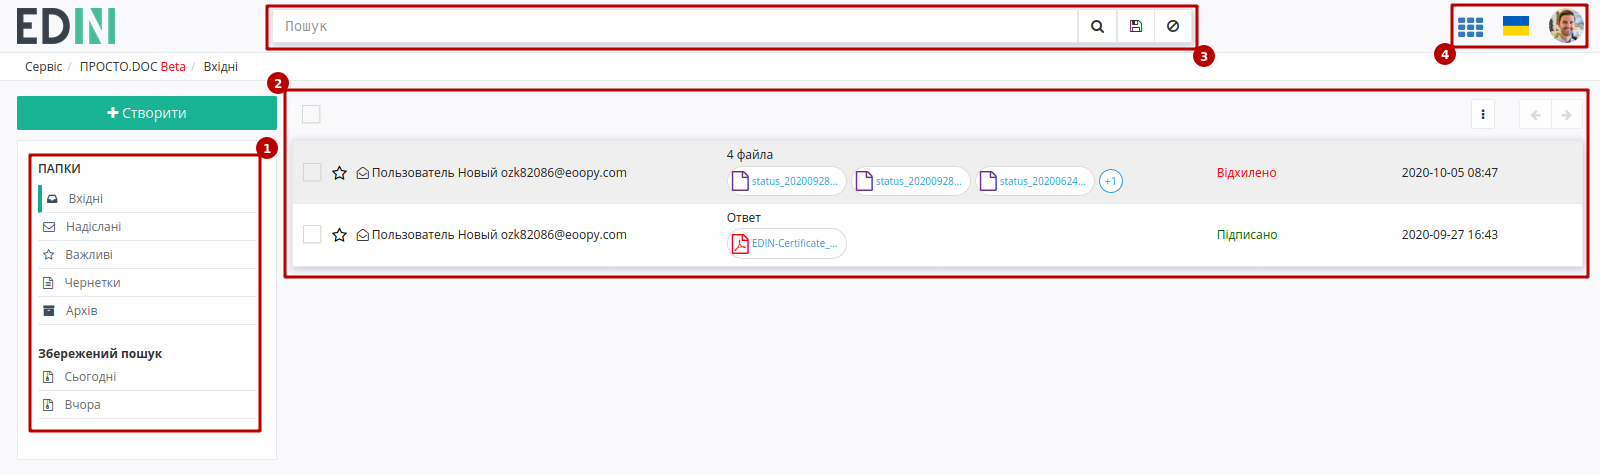 EDIN
Пошук
3
4
Сервіс / ПРОСТО.DOC Beta / Вхідні
2
Створити
1
ПАПКИ
Вхідні
Надіслані
Важливі
Чернетки
Архів
Збережений пошук
Сьогодні
Вчора
Пользователь Новый ozk82086@eoopy.com
4 файла
status_20200928...
status_20200928...
status_20200624...
+1
Відхилено
2020-10-05 08:47
Пользователь Новый ozk82086@eoopy.com
Ответ
EDIN-Certificate_...
Підписано
2020-09-27 16:43